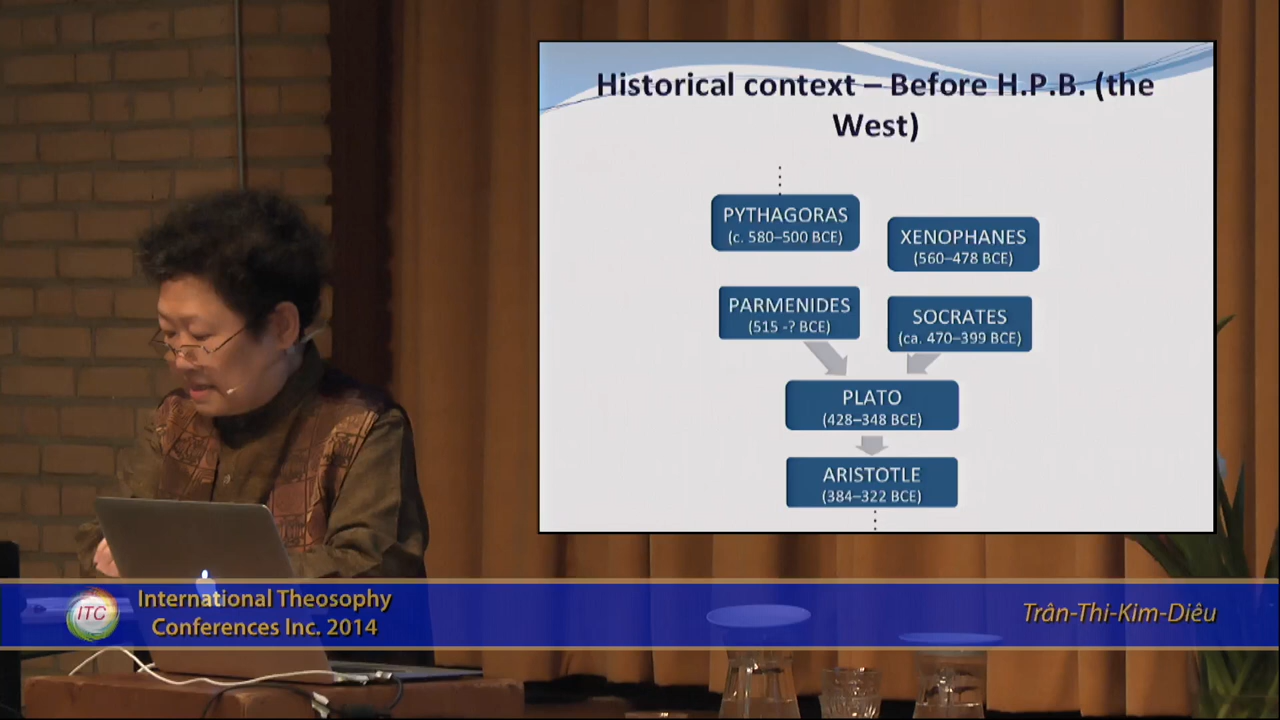 Historical context – Before H.P.B. (the
West)
PYTHAGORAS
(c. 580–500 BCE)
XENOPHANES
(560–478 BCE)
PARMENIDES
(515 -? BCE)
SOCRATES
(ca. 470–399 BCE)
PLATO
(428–348 BCE)
ARISTOTLE
(384–322 BCE)
ITC
International Theosophy
Conferences Inc. 2014
Trân-Thi-Kim-Diêu